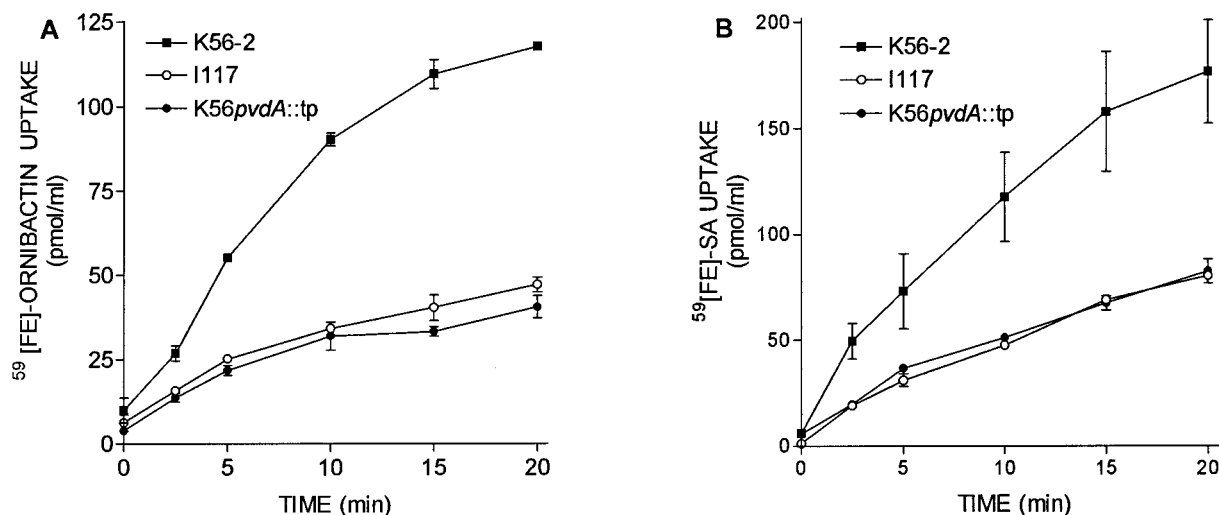 A
K56-2
I117
K56pvdA::tp
125
100
75
50
25
0
59 [FE]-ORNIBACTIN UPTAKE
(pmol/ml)
0 5 10 15 20
TIME (min)
B
K56-2
I117
K56pvdA::tp
200
150
100
50
0
59[FE]-SA UPTAKE
(pmol/ml)
0 5 10 15 20
TIME (min)